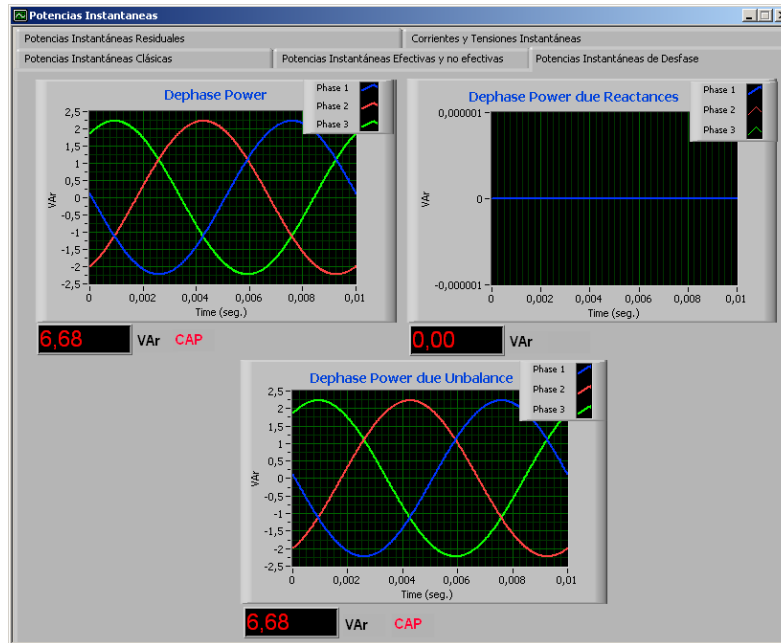 Potencias Instantaneas
Potencias Instantáneas Residuales
Corrientes y Tensiones Instantáneas
Potencias Instantáneas Clásicas
Potencias Instantáneas Efectivas y no efectivas
Potencias Instantáneas de Desfase
Dephase Power
Phase 1
Phase 2
Phase 3
VAr
2,5
2
1,5
1
0,5
0
-0,5
-1
-1,5
-2
-2,5
0 0,002 0,004 0,006 0,008 0,01
Time (seg.)
6,68 VAr CAP
Dephase Power due Reactances
Phase 1
Phase 2
Phase 3
VAr
0,000001
0
-0,000001
0 0,002 0,004 0,006 0,008 0,01
Time (seg.)
0,00 VAr
Dephase Power due Unbalance
Phase 1
Phase 2
Phase 3
VAr
2,5
2
1,5
1
0,5
0
-0,5
-1
-1,5
-2
-2,5
0 0,002 0,004 0,006 0,008 0,01
Time (seg.)
6,68 VAr CAP